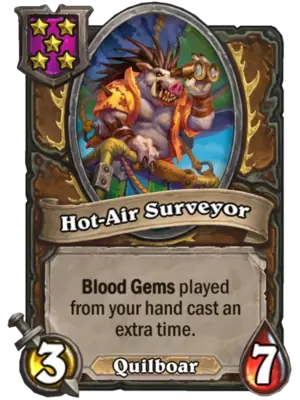 Hot-Air Surveyor
Blood Gems played
from your hand cast an
extra time.
3
Quilboar
7